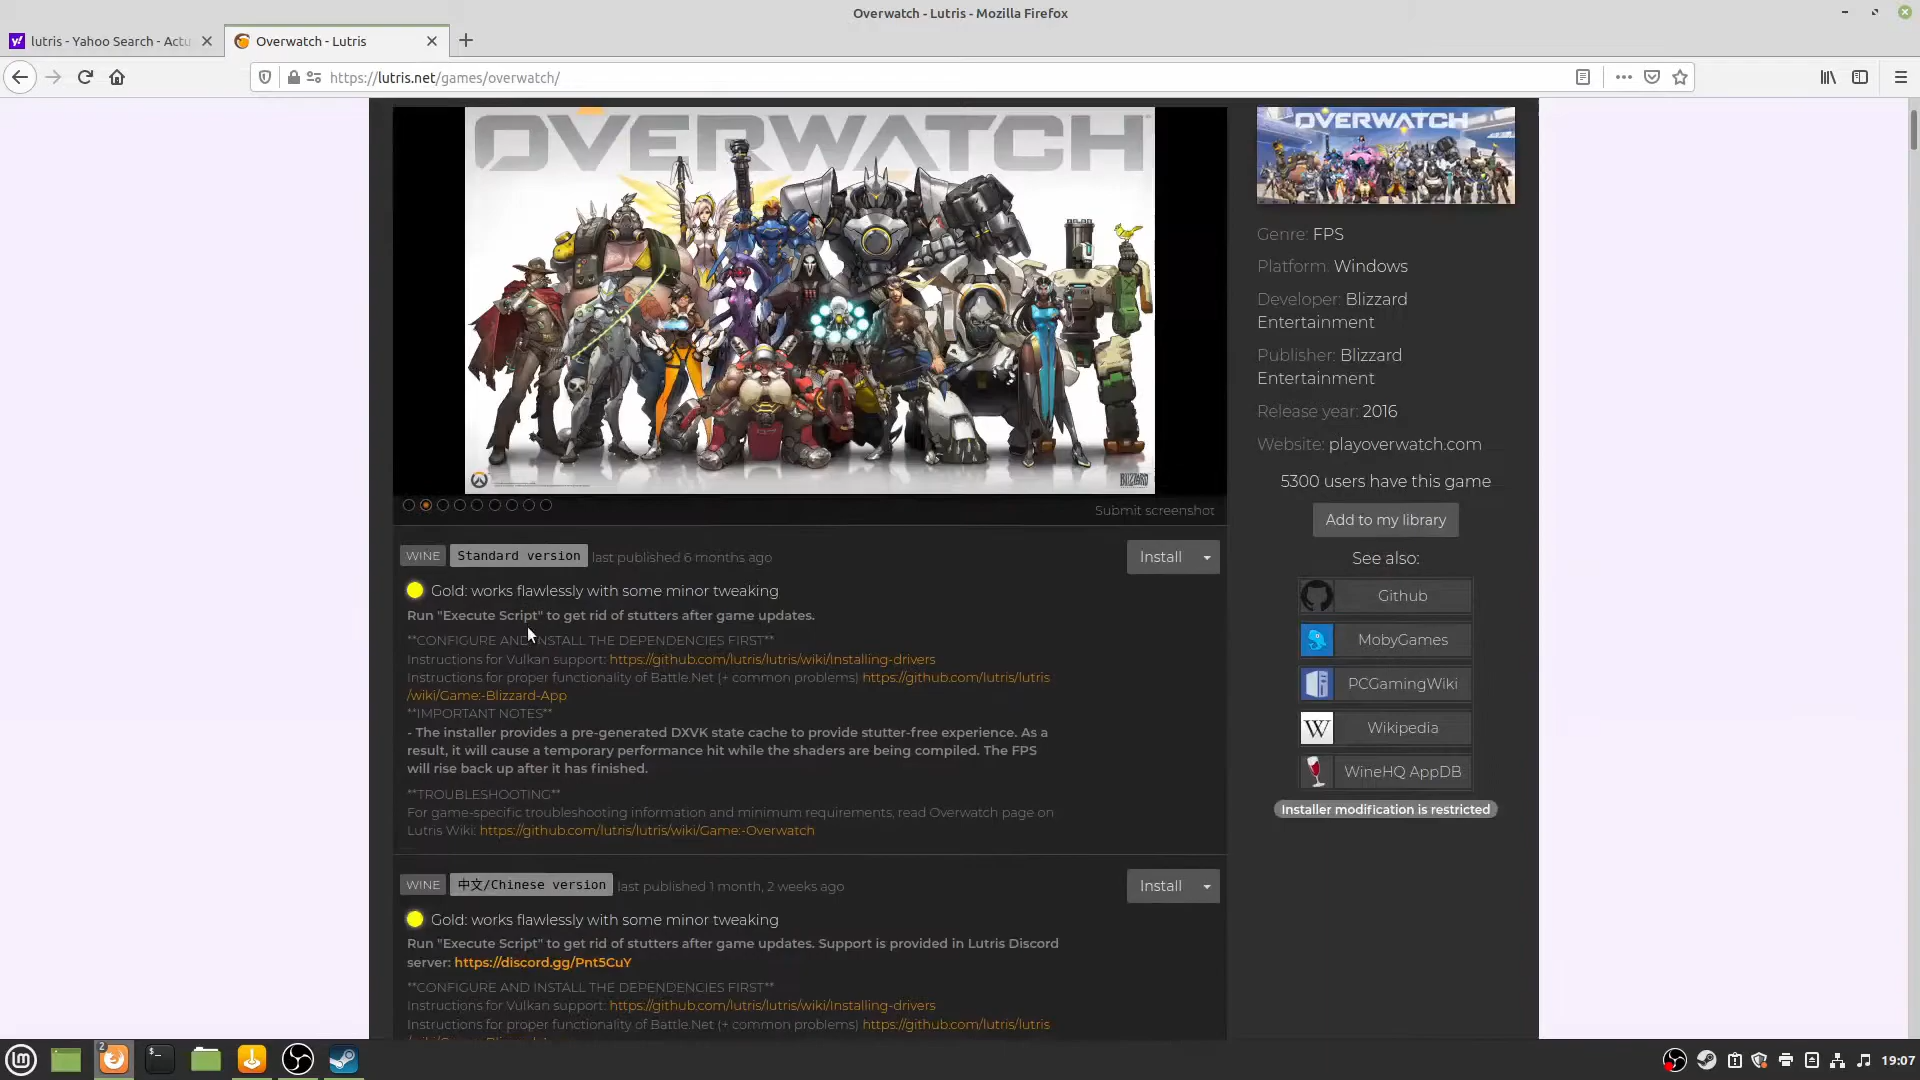 Overwatch - Lutris - Mozilla Firefox
lutris - Yahoo Search - Actu
Overwatch - Lutris
https://lutris.net/games/overwatch/
OVERWATCH
BLIZZARD
Submit screenshot
WINE Standard version last published 6 months ago Install
Gold: works flawlessly with some minor tweaking
Run "Execute Script" to get rid of stutters after game updates.
**CONFIGURE AND INSTALL THE DEPENDENCIES FIRST**
Instructions for Vulkan support: https://github.com/lutris/lutris/wiki/Installing-drivers
Instructions for proper functionality of Battle.Net (+ common problems) https://github.com/lutris/lutris
/wiki/Game:-Blizzard-App
**IMPORTANT NOTES**
- The installer provides a pre-generated DXVK state cache to provide stutter-free experience. As a
result, it will cause a temporary performance hit while the shaders are being compiled. The FPS
will rise back up after it has finished.
**TROUBLESHOOTING**
For game-specific troubleshooting information and minimum requirements, read Overwatch page on
Lutris Wiki: https://github.com/lutris/lutris/wiki/Game:-Overwatch
WINE 中文/Chinese version last published 1 month, 2 weeks ago Install
Gold: works flawlessly with some minor tweaking
Run "Execute Script" to get rid of stutters after game updates. Support is provided in Lutris Discord
server: https://discord.gg/Pnt5CuY
**CONFIGURE AND INSTALL THE DEPENDENCIES FIRST**
Instructions for Vulkan support: https://github.com/lutris/lutris/wiki/Installing-drivers
Instructions for proper functionality of Battle.Net (+ common problems) https://github.com/lutris/lutris
OVERWATCH
Genre: FPS
Platform: Windows
Developer: Blizzard
Entertainment
Publisher: Blizzard
Entertainment
Release year: 2016
Website: playoverwatch.com
5300 users have this game
Add to my library
See also:
Github
MobyGames
PCGamingWiki
W Wikipedia
WineHQ AppDB
Installer modification is restricted
2
19:07